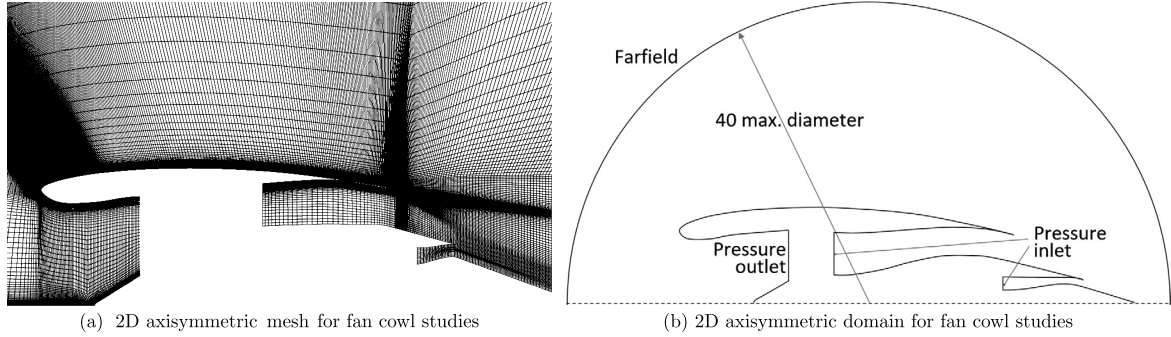 Farfield
40 max. diameter
Pressure
outlet
Pressure
inlet
(a) 2D axisymmetric mesh for fan cowl studies
(b) 2D axisymmetric domain for fan cowl studies